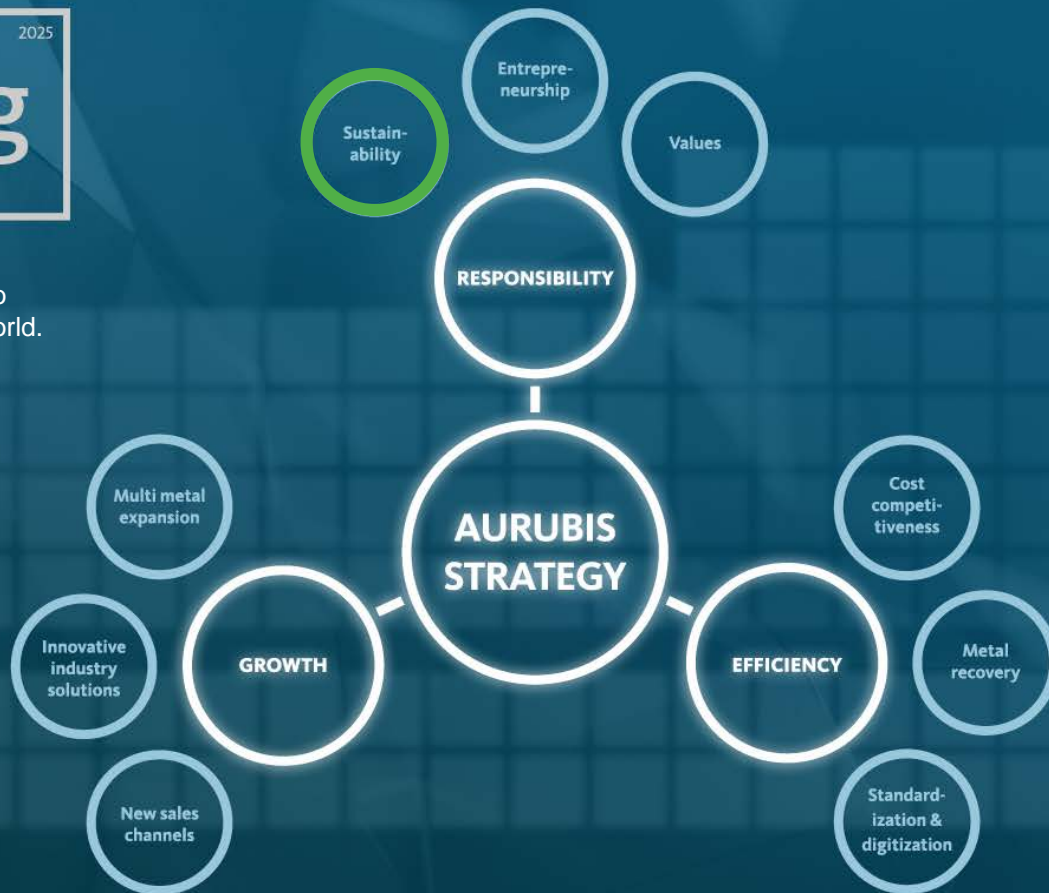 2025
g
o
orld.
Entrepre-
neurship
Sustain-
ability
Values
RESPONSIBILITY
AURUBIS
STRATEGY
Multi metal
expansion
Innovative
industry
solutions
New sales
channels
GROWTH
EFFICIENCY
Cost
competi-
tiveness
Metal
recovery
Standard-
ization &
digitization